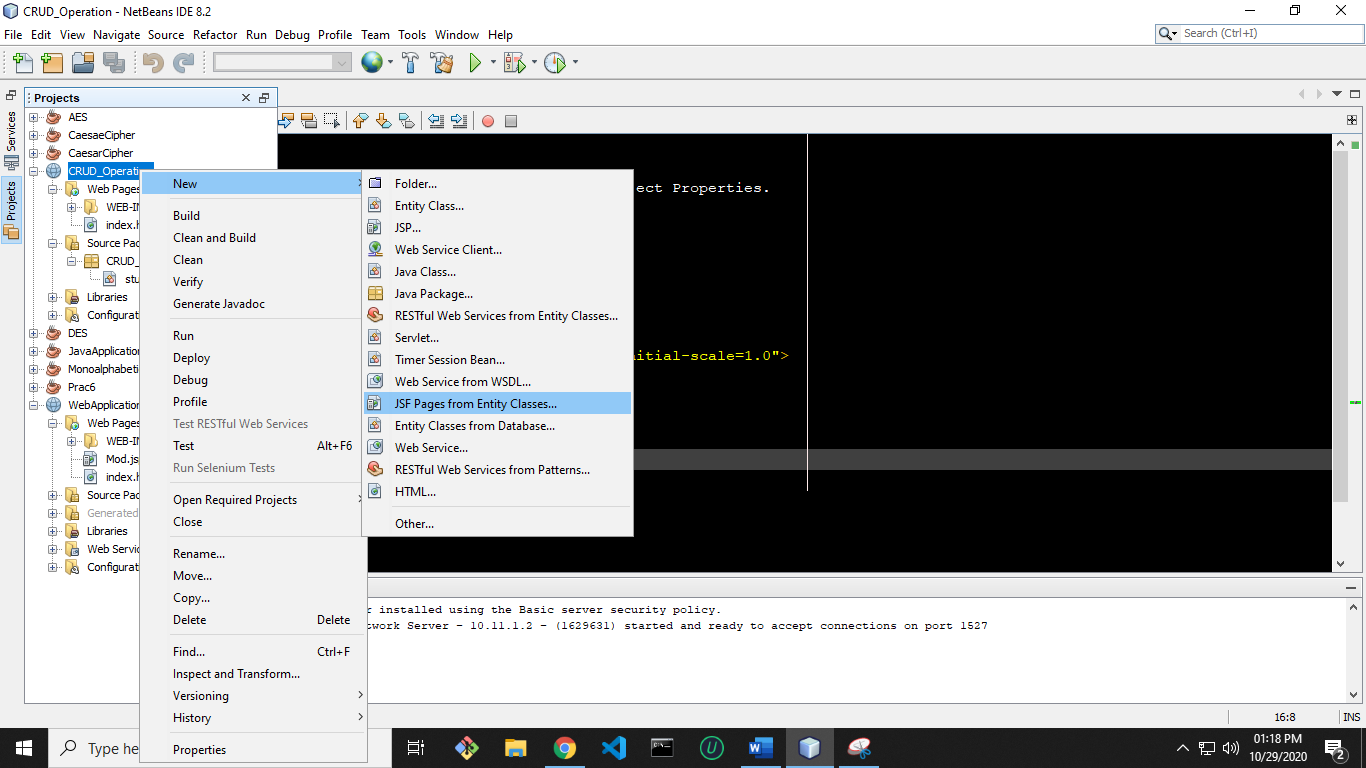 CRUD_Operation - NetBeans IDE 8.2
File Edit View Navigate Source Refactor Run Debug Profile Team Tools Window Help
Search (Ctrl+I)
Projects
Services
Projects
AES
CaesaeCipher
CaesarCipher
CRUD_Operati
Web Pages
WEB-IN
index.h
Source Pac
CRUD_
stu
Libraries
Configurat
DES
JavaApplication
Monoalphabeti
Prac6
WebApplication
Web Pages
WEB-IN
Mod.js
index.h
Source Pac
Generated
Libraries
Web Servic
Configurat
New
Build
Clean and Build
Clean
Verify
Generate Javadoc
Run
Deploy
Debug
Profile
Test RESTful Web Services
Test Alt+F6
Run Selenium Tests
Open Required Projects
Close
Rename...
Move...
Copy...
Delete Delete
Find... Ctrl+F
Inspect and Transform...
Versioning
History
Properties
Folder...
Entity Class...
JSP...
Web Service Client...
Java Class...
Java Package...
RESTful Web Services from Entity Classes...
Servlet...
Timer Session Bean...
Web Service from WSDL...
JSF Pages from Entity Classes...
Entity Classes from Database...
Web Service...
RESTful Web Services from Patterns...
HTML...
Other...
ect Properties.
nitial-scale=1.0">
r installed using the Basic server security policy.
twork Server - 10.11.1.2 - (1629631) started and ready to accept connections on port 1527
16:8 INS
Type he
01:18 PM
10/29/2020
2